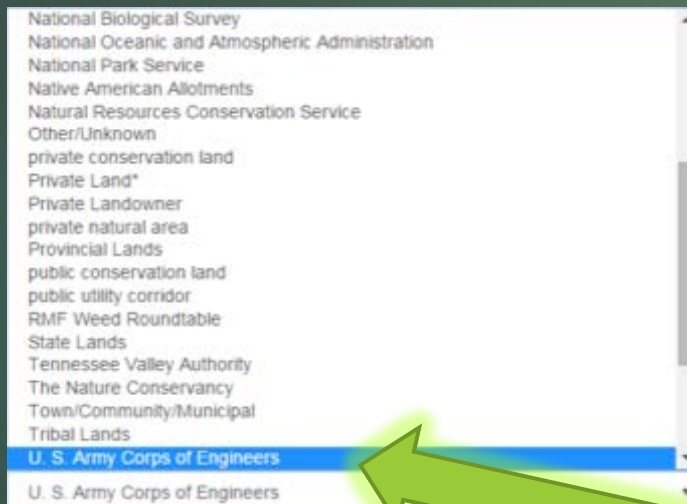 National Biological Survey
National Oceanic and Atmospheric Administration
National Park Service
Native American Allotments
Natural Resources Conservation Service
Other/Unknown
private conservation land
Private Land*
Private Landowner
private natural area
Provincial Lands
public conservation land
public utility corridor
RMF Weed Roundtable
State Lands
Tennessee Valley Authority
The Nature Conservancy
Town/Community/Municipal
Tribal Lands
U. S. Army Corps of Engineers
U. S. Army Corps of Engineers